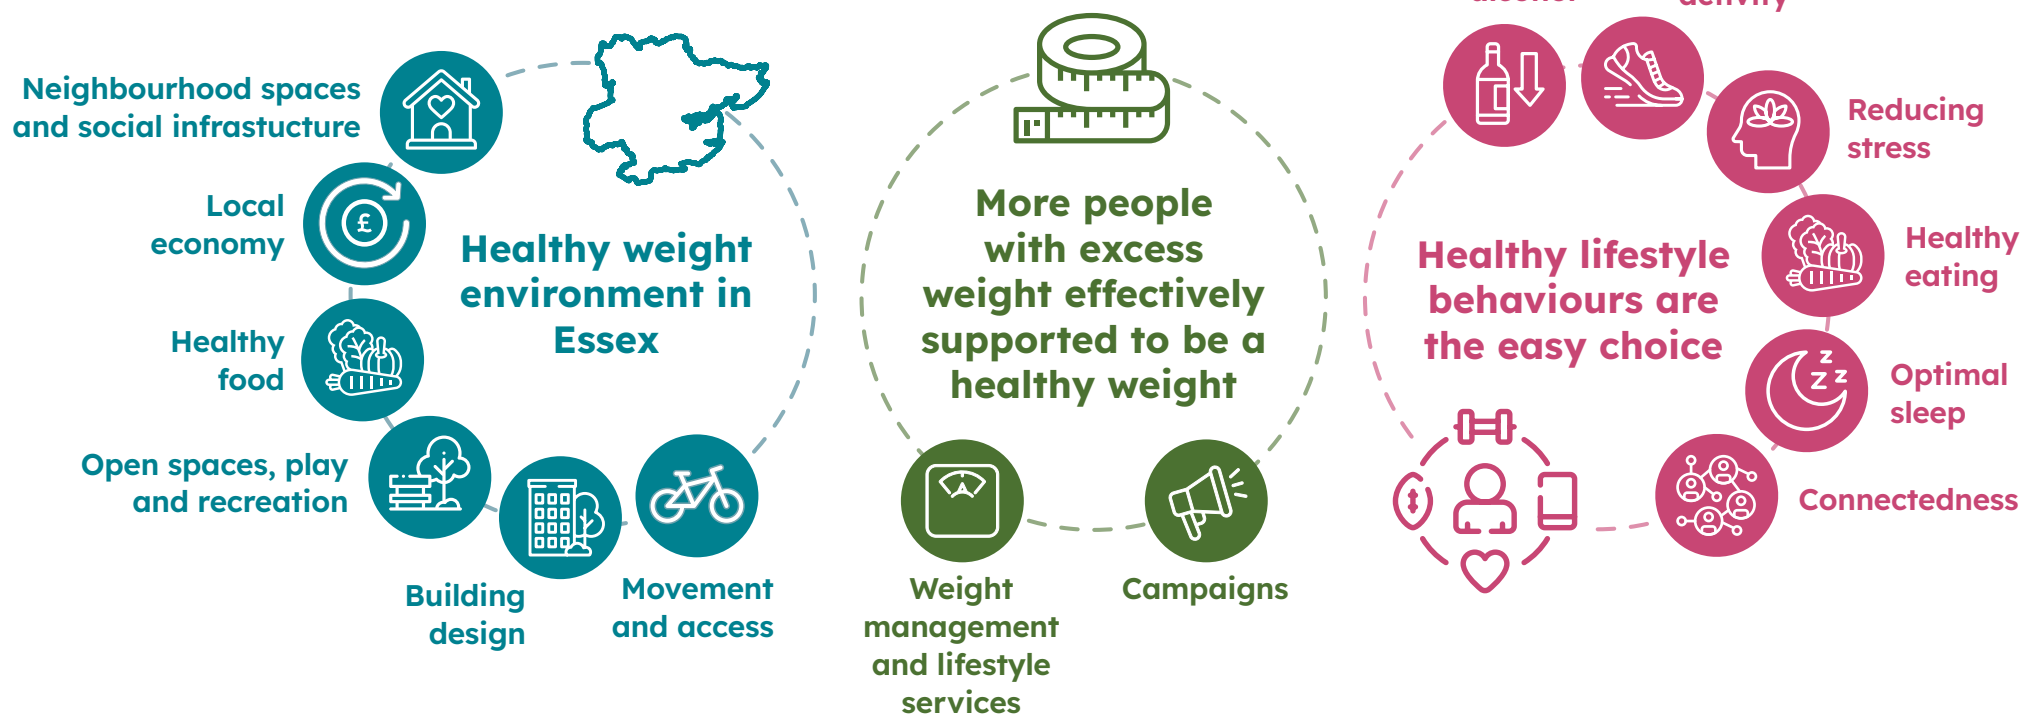 Neighbourhood spaces
and social infrastucture
Local
economy
£
Healthy
food
Open spaces, play
and recreation
Building
design
Movement
and access
Healthy weight
environment in
Essex
More people
with excess
weight effectively
supported to be a
healthy weight
Weight
management
and lifestyle
services
Campaigns
alcohol
activity
Reducing
stress
Healthy
eating
Optimal
sleep
z
z z
Connectedness
Healthy lifestyle
behaviours are
the easy choice